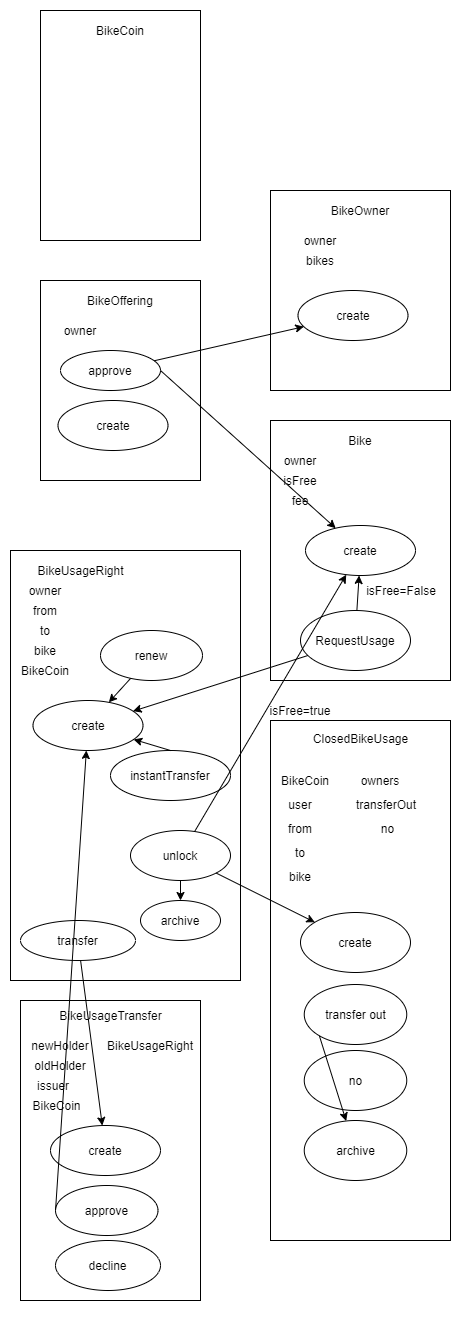 BikeCoin
BikeOwner
owner
bikes
create
BikeOffering
owner
approve
create
Bike
owner
isFree
fee
create
isFree=False
RequestUsage
BikeUsageRight
owner
from
to
bike
BikeCoin
renew
create
instantTransfer
unlock
archive
transfer
isFree=true
ClosedBikeUsage
BikeCoin owners
user transferOut
from no
to
bike
create
transfer out
no
archive
BikeUsageTransfer
newHolder BikeUsageRight
oldHolder
issuer
BikeCoin
create
approve
decline